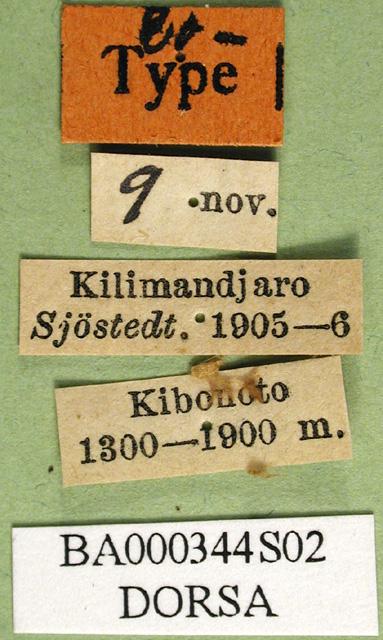 Type
9 nov.
Kilimandjaro
Sjöstedt. 1905—6
Kibonoto
1300—1900 m.
BA000344S02
DORSA